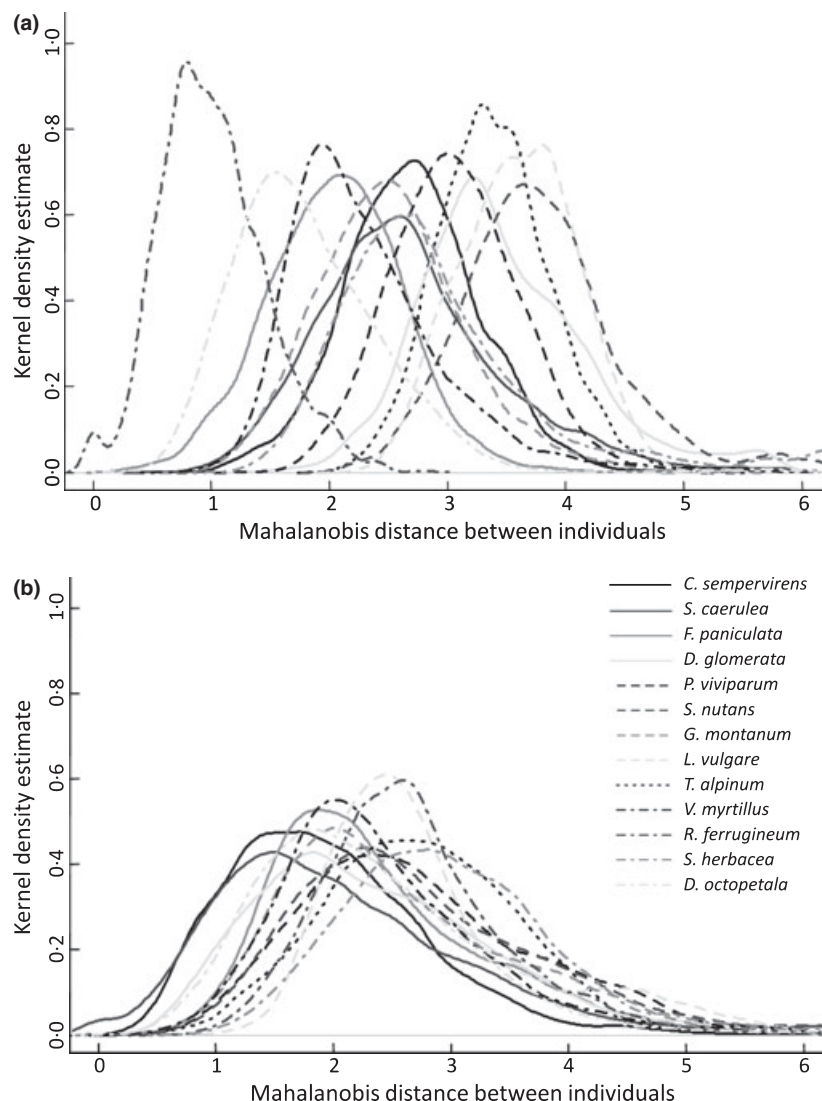 (a)
Kernel density estimate
0·0 0·2 0·4 0·6 0·8 1·0
0 1 2 3 4 5 6
Mahalanobis distance between individuals
(b)
Kernel density estimate
0·0 0·2 0·4 0·6 0·8 1·0
C. sempervirens
S. caerulea
F. paniculata
D. glomerata
P. viviparum
S. nutans
G. montanum
L. vulgare
T. alpinum
V. myrtillus
R. ferrugineum
S. herbacea
D. octopetala
0 1 2 3 4 5 6
Mahalanobis distance between individuals